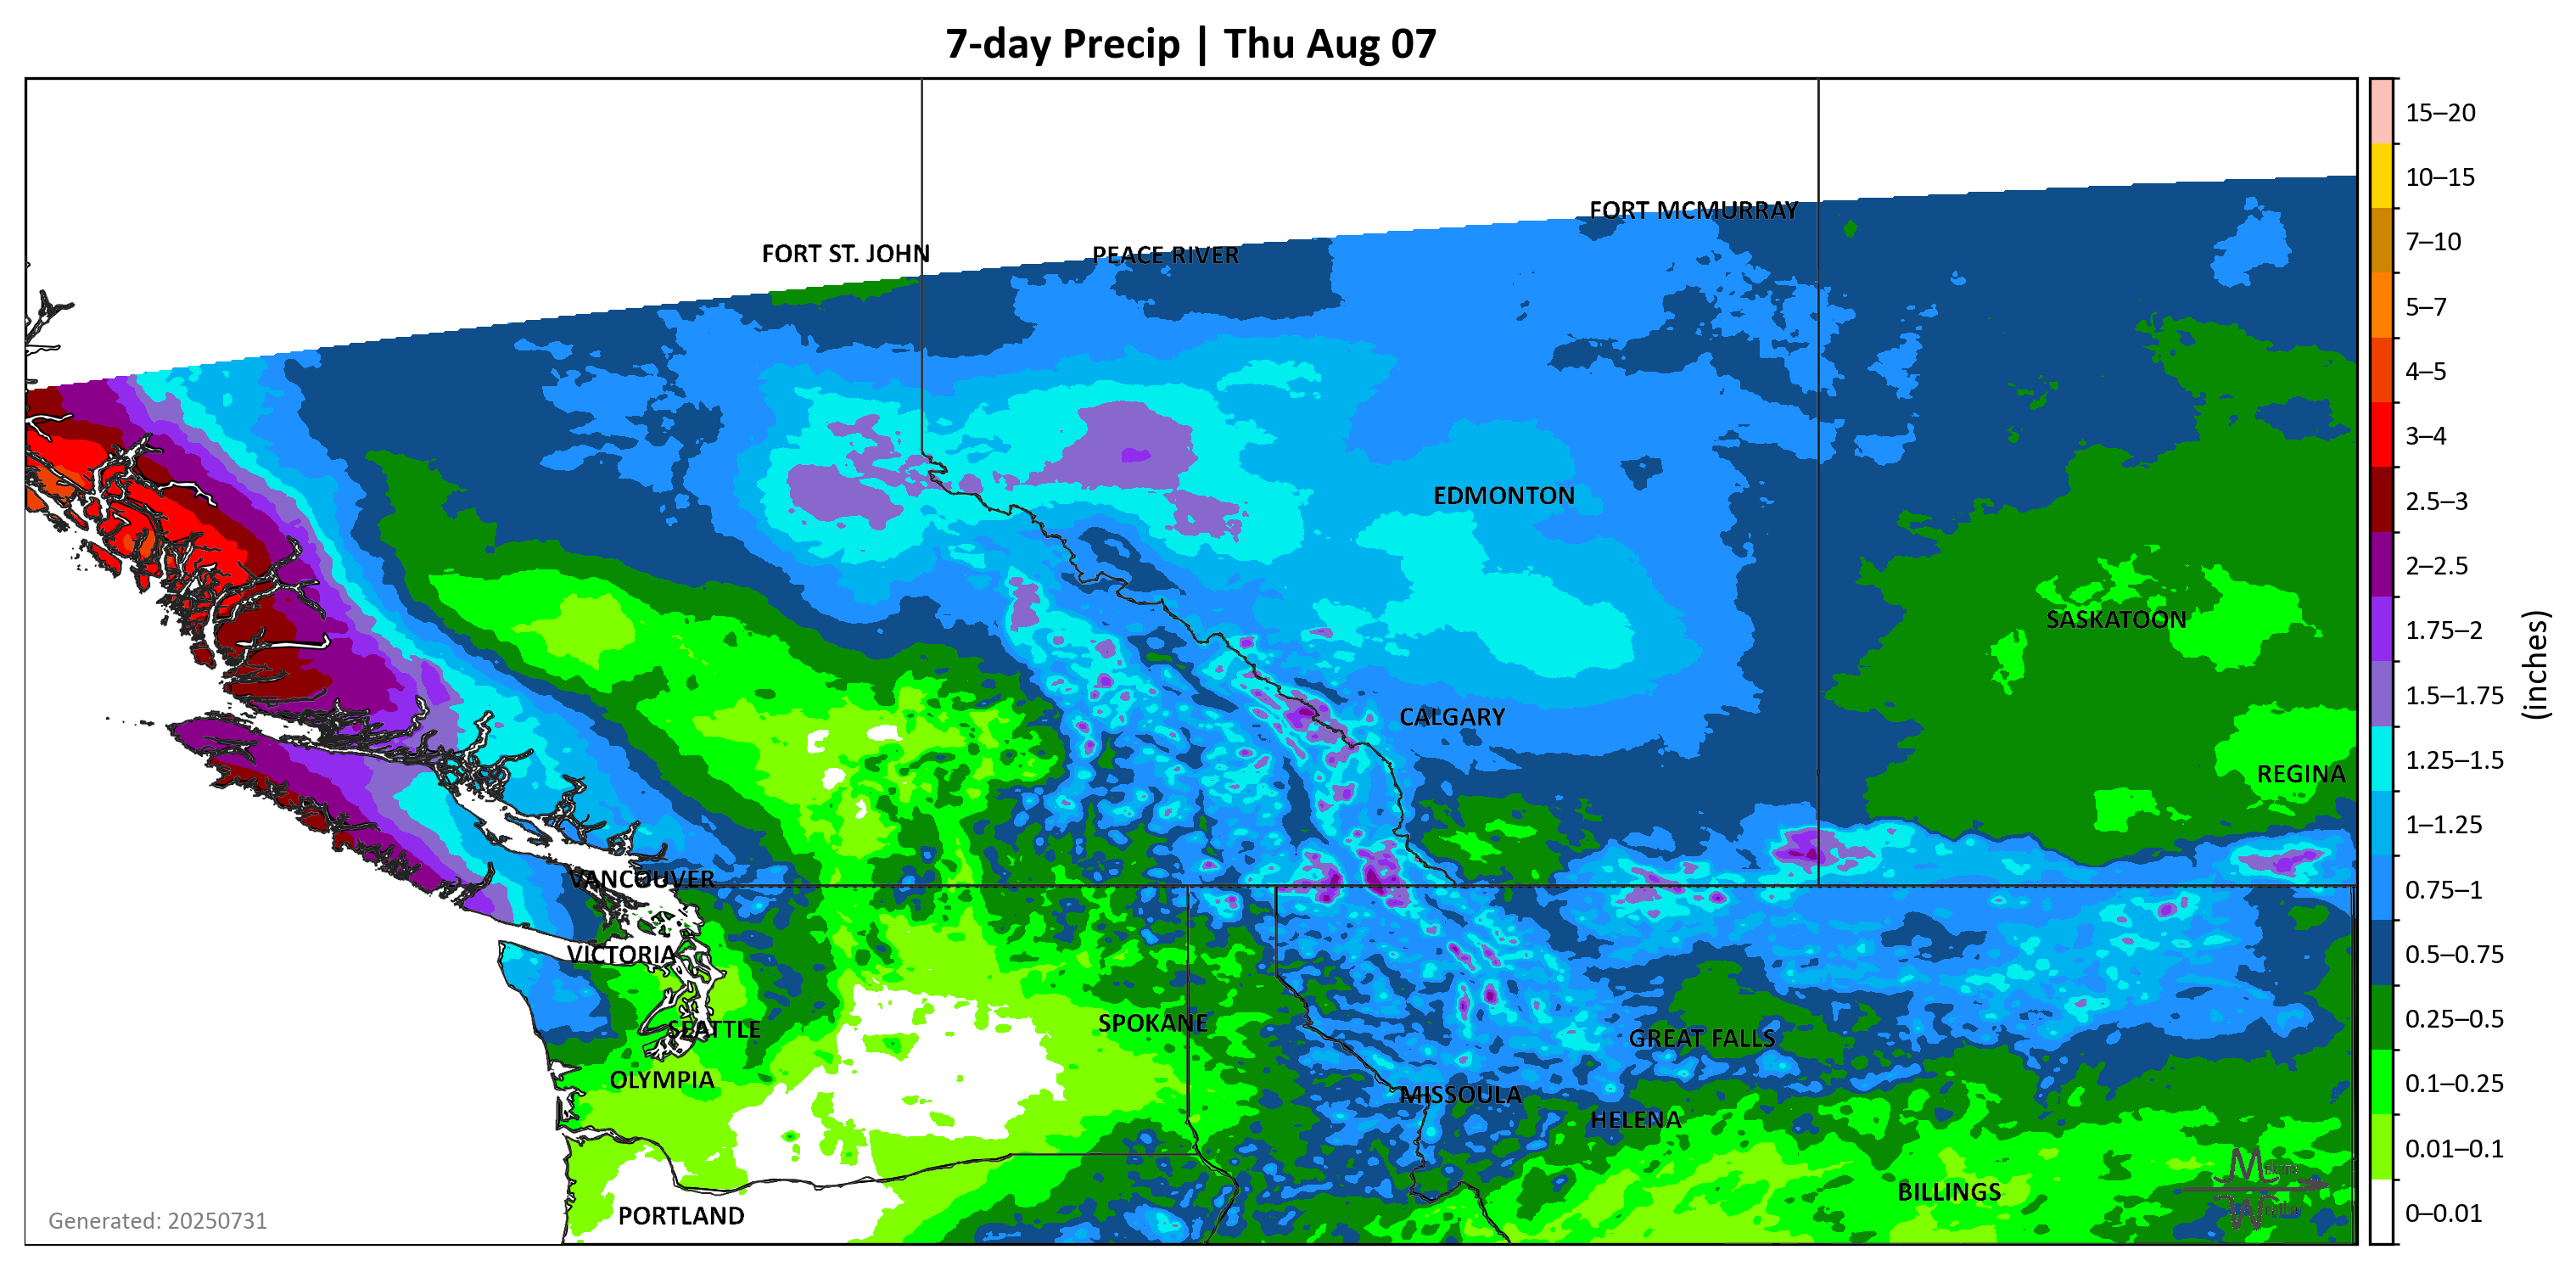 7-day Precip | Thu Aug 07
FORT MCMURRAY
FORT ST. JOHN
PEACE RIVER
EDMONTON
SASKATOON
CALGARY
REGINA
VANCOUVER
VICTORIA
SPOKANE
SEATTLE
GREAT FALLS
OLYMPIA
MISSOULA
HELENA
BILLINGS
PORTLAND
Generated: 20250731
15–20
10–15
7–10
5–7
4–5
3–4
2.5–3
2–2.5
1.75–2
1.5–1.75
1.25–1.5
1–1.25
0.75–1
0.5–0.75
0.25–0.5
0.1–0.25
0.01–0.1
0–0.01
(inches)